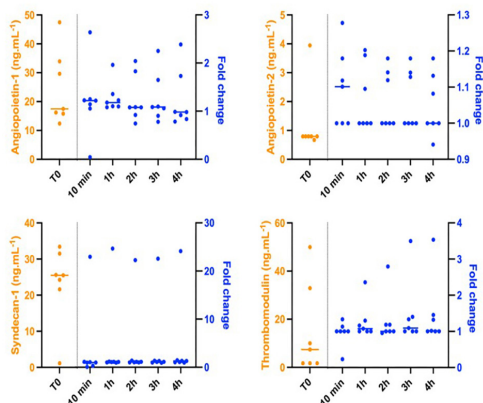 Angiopoietin-1 (ng.mL-1)
50
40
30
20
10
0
3
2
1
0
Fold change
T0
10 min
1h
2h
3h
4h
Angiopoietin-2 (ng.mL-1)
5
4
3
2
1
0
1.3
1.2
1.1
1.0
0.9
Fold change
T0
10 min
1h
2h
3h
4h
Syndecan-1 (ng.mL-1)
40
30
20
10
0
30
20
10
0
Fold change
T0
10 min
1h
2h
3h
4h
Thrombomodulin (ng.mL-1)
60
40
20
0
4
3
2
1
0
Fold change
T0
10 min
1h
2h
3h
4h